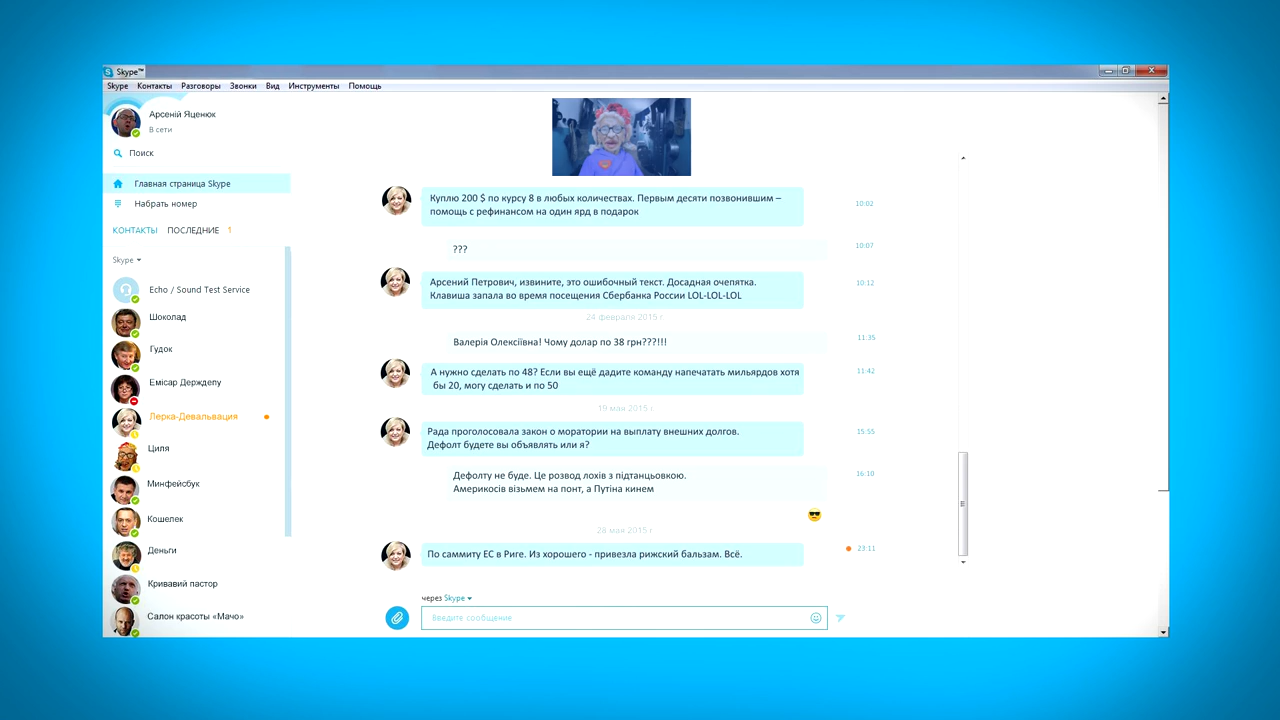 Skype™
Skype Контакты Разговоры Звонки Вид Инструменты Помощь
Арсеній Яценюк
В сети
Поиск
Главная страница Skype
Набрать номер
КОНТАКТЫ ПОСЛЕДНИЕ 1
Skype
Echo / Sound Test Service
Шоколад
Гудок
Емісар Держдепу
Лерка-Девальвация
Циля
Минфейсбук
Кошелек
Деньги
Кривавий пастор
Салон красоты «Мачо»
Куплю 200 $ по курсу 8 в любых количествах. Первым десяти позвонившим –
помощь с рефинансом на один ярд в подарок
10:02
???
10:07
Арсений Петрович, извините, это ошибочный текст. Досадная очепятка.
Клавиша запала во время посещения Сбербанка России LOL-LOL-LOL
10:12
24 февраля 2015 г.
Валерія Олексіївна! Чому долар по 38 грн???!!!
11:35
А нужно сделать по 48? Если вы ещё дадите команду напечатать мильярдов хотя
бы 20, могу сделать и по 50
11:42
19 мая 2015 г.
Рада проголосовала закон о моратории на выплату внешних долгов.
Дефолт будете вы объявлять или я?
15:55
Дефолту не буде. Це розвод лохів з підтанцьовкою.
Америкосів візьмем на понт, а Путіна кинем
16:10
28 мая 2015 г.
По саммиту ЕС в Риге. Из хорошего - привезла рижский бальзам. Всё.
23:11
через Skype
Введите сообщение